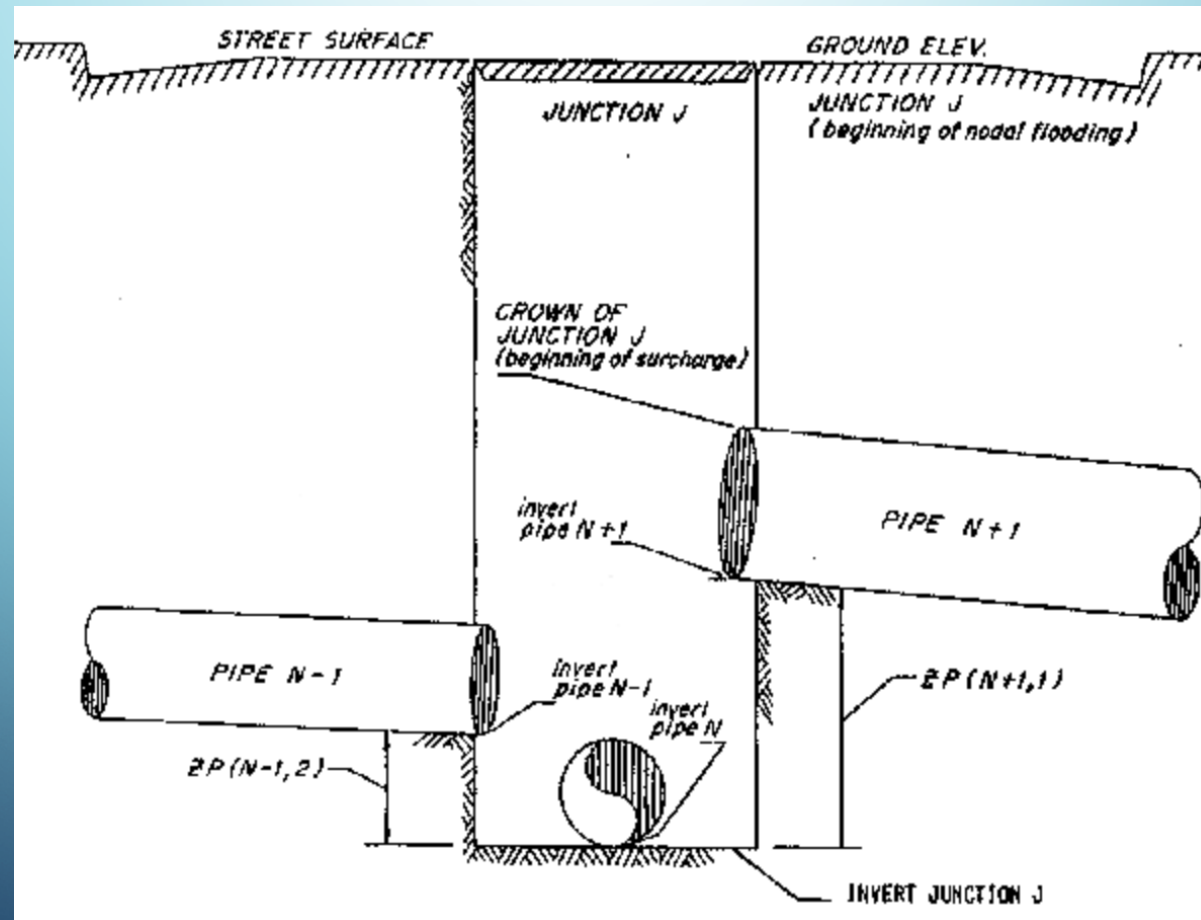 STREET SURFACE
GROUND ELEV.
JUNCTION J
JUNCTION J
(beginning of nodal flooding)
CROWN OF
JUNCTION J
(beginning of surcharge)
invert
pipe N+1
PIPE N+1
PIPE N-1
invert
pipe N-1
invert
pipe N
ZP(N+1,1)
ZP(N-1,2)
INVERT JUNCTION J